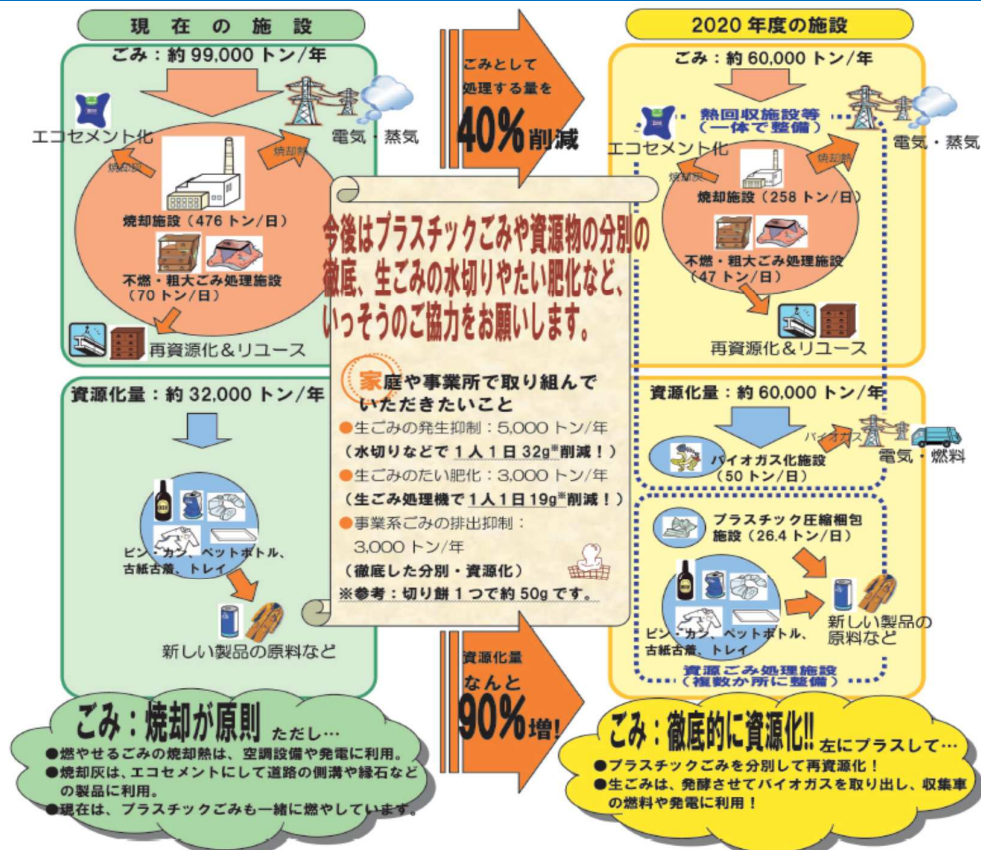 現在の施設
ごみ：約99,000トン/年
エコセメント化
焼却灰
焼却熱
電気・蒸気
焼却施設（476トン/日）
不燃・粗大ごみ処理施設
（70トン/日）
再資源化&リユース
資源化量：約32,000トン/年
ビン・カン、ペットボトル、
古紙古着、トレイ
新しい製品の原料など
ごみ：焼却が原則 ただし…
●燃やせるごみの焼却熱は、空調設備や発電に利用。
●焼却灰は、エコセメントにして道路の側溝や縁石など
の製品に利用。
●現在は、プラスチックごみも一緒に燃やしています。
ごみとして
処理する量を
40%削減
今後はプラスチックごみや資源物の分別の
徹底、生ごみの水切りやたい肥化など、
いっそうのご協力をお願いします。
家庭や事業所で取り組んで
いただきたいこと
●生ごみの発生抑制：5,000トン/年
（水切りなどで1人1日32g※削減！）
●生ごみのたい肥化：3,000トン/年
（生ごみ処理機で1人1日19g※削減！）
●事業系ごみの排出抑制：
3,000トン/年
（徹底した分別・資源化）
※参考：切り餅1つで約50gです。
資源化量
なんと
90%増!
2020年度の施設
ごみ：約60,000トン/年
熱回収施設等
（一体で整備）
エコセメント化
焼却灰
焼却熱
電気・蒸気
焼却施設（258トン/日）
不燃・粗大ごみ処理施設
（47トン/日）
再資源化&リユース
資源化量：約60,000トン/年
バイオガス
電気・燃料
バイオガス化施設
（50トン/日）
プラスチック圧縮梱包
施設（26.4トン/日）
ビン・カン、ペットボトル、
古紙古着、トレイ
新しい製品の
原料など
資源ごみ処理施設
（複数か所に整備）
ごみ：徹底的に資源化!! 左にプラスして…
●プラスチックごみを分別して再資源化！
●生ごみは、発酵させてバイオガスを取り出し、収集車
の燃料や発電に利用！